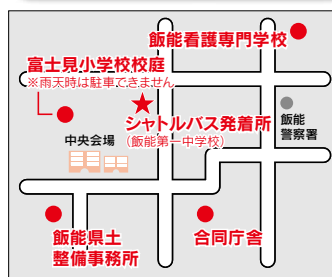 飯能看護専門学校
富士見小学校校庭
※雨天時は駐車できません
シャトルバス発着所
(飯能第一中学校)
飯能
警察署
中央会場
飯能県土
整備事務所
合同庁舎